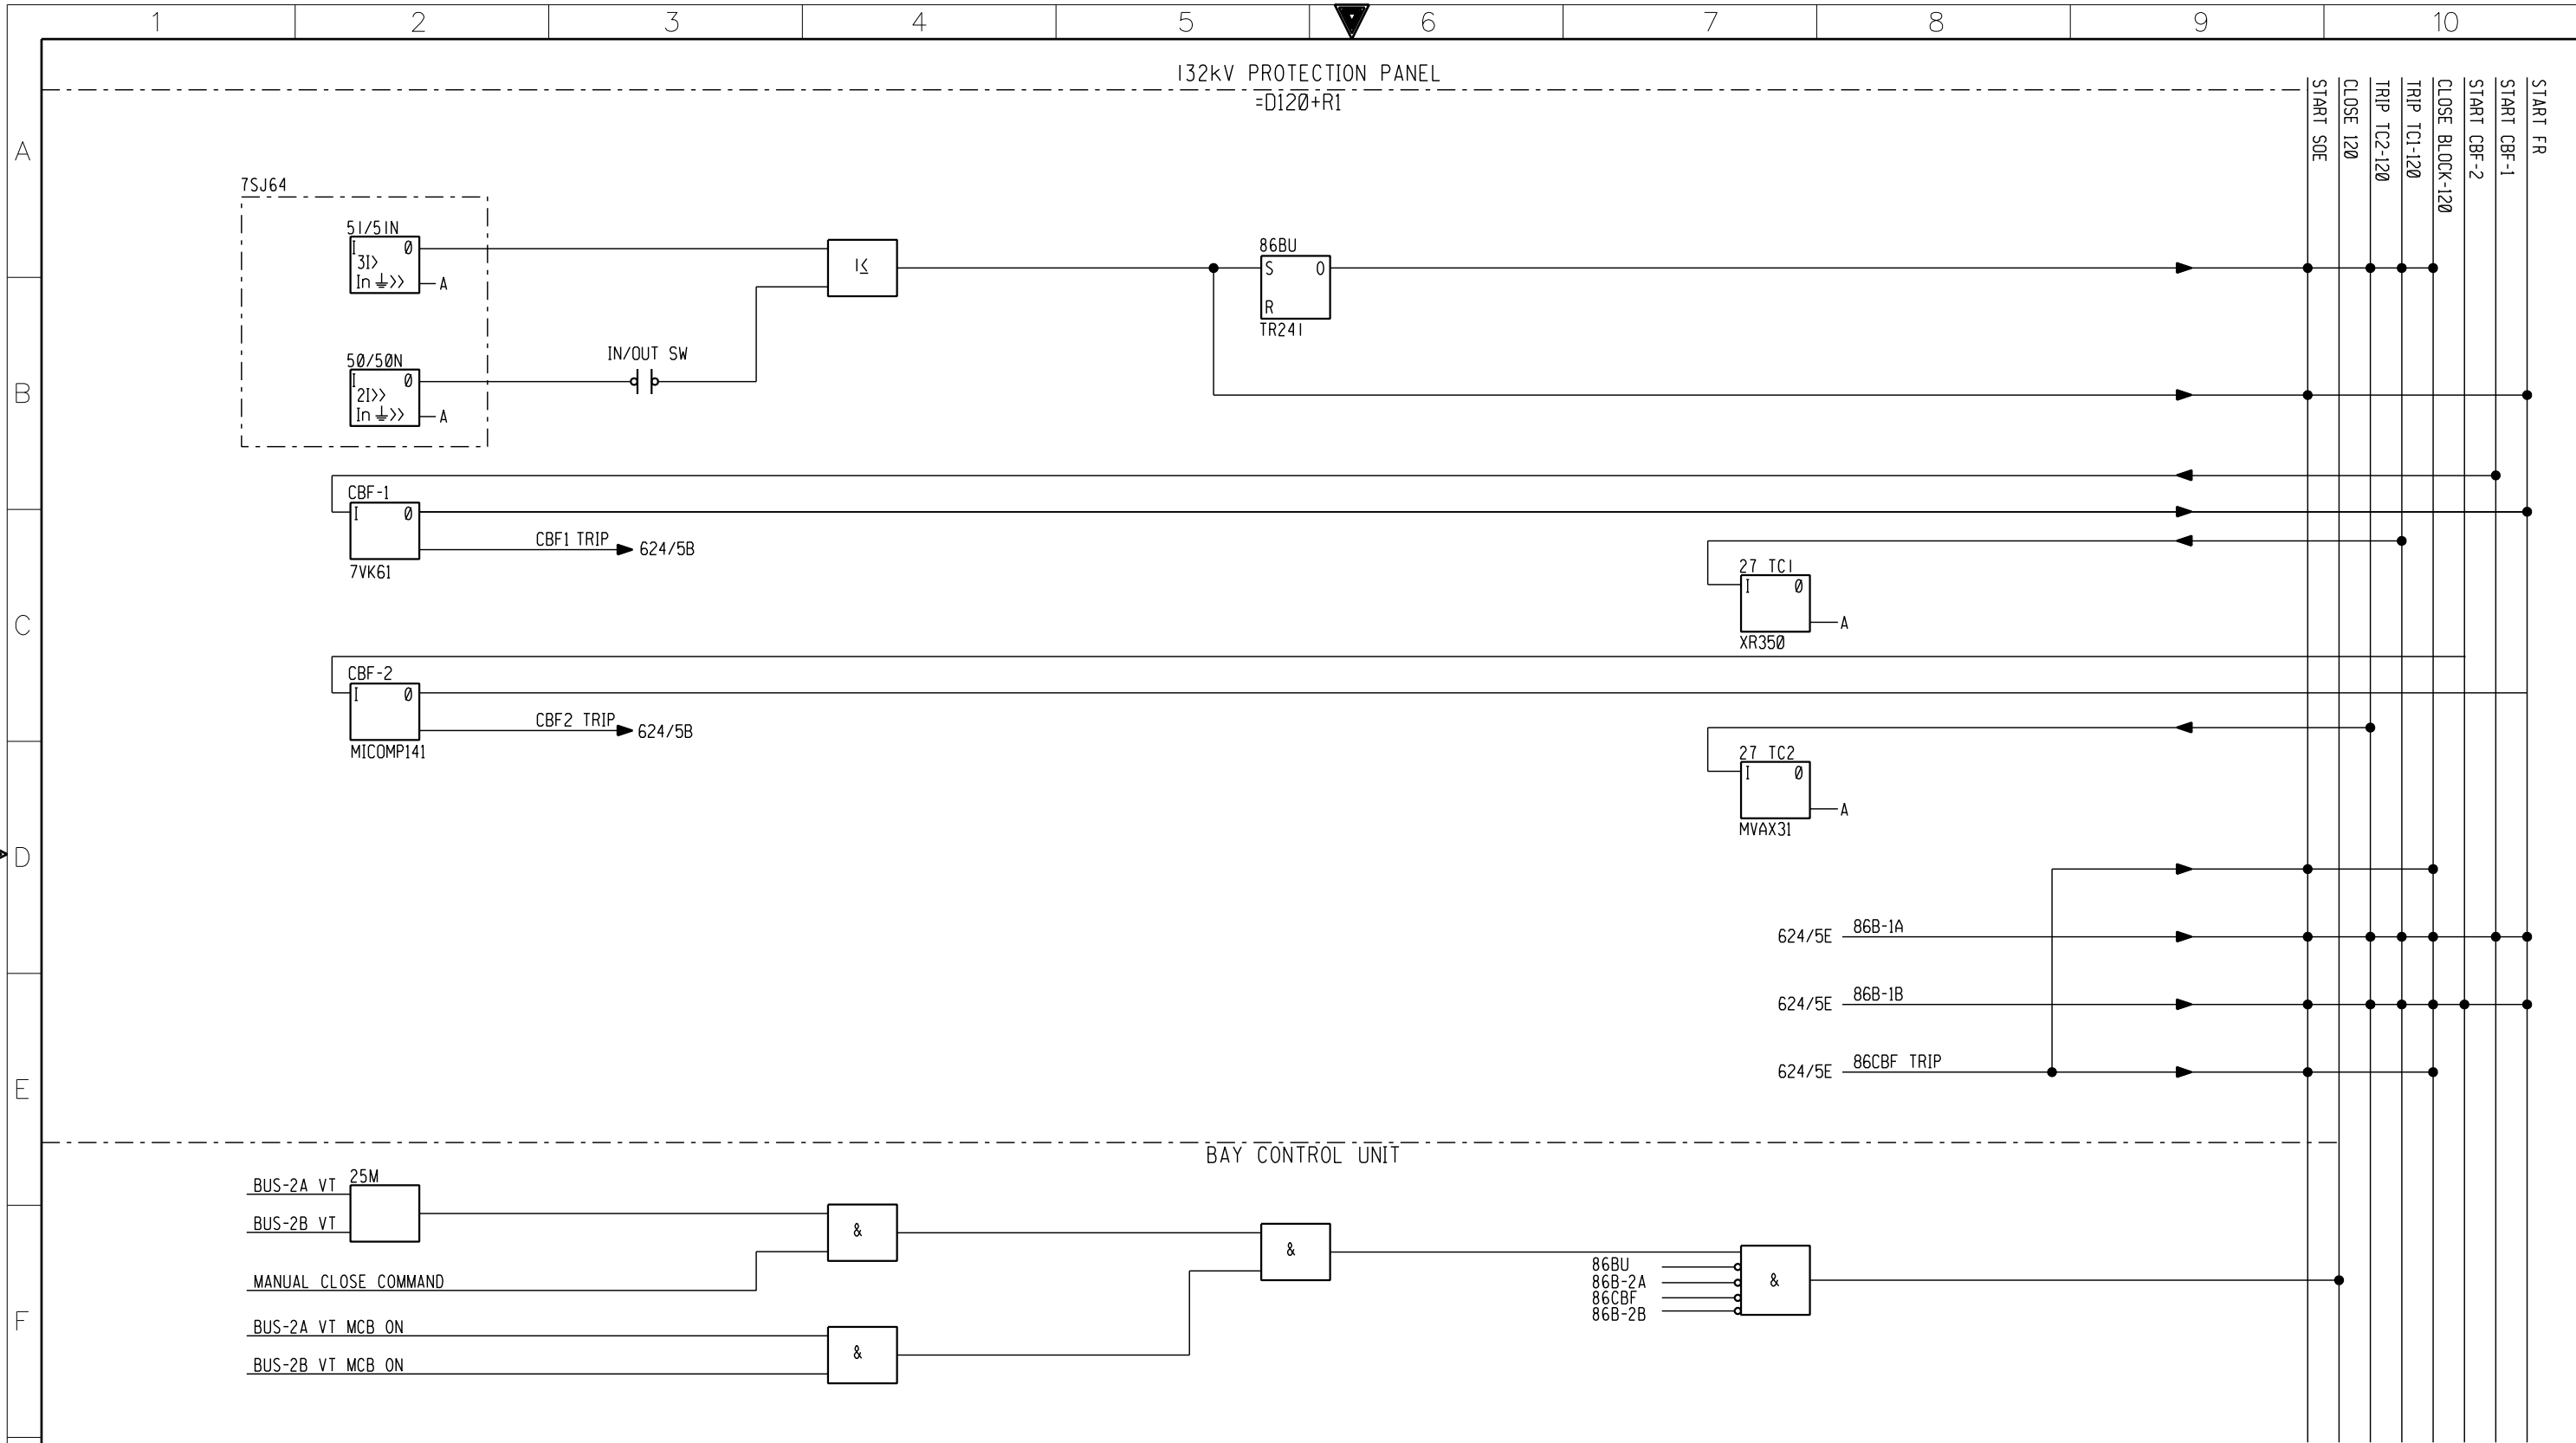 1 2 3 4 5 6 7 8 9 10
132kV PROTECTION PANEL
=D120+R1
START SOE
CLOSE 120
TRIP TC2-120
TRIP TC1-120
CLOSE BLOCK-120
START CBF-2
START CBF-1
START FR
A
7SJ64
51/51N
I 0
3I>
In >> A
86BU
S O
R
TR241
≥1
B
50/50N
I 0
2I>>
In >> A
IN/OUT SW
CBF-1
I 0
CBF1 TRIP 624/5B
7VK61
27 TC1
I 0
A
XR350
C
CBF-2
I 0
CBF2 TRIP 624/5B
MICOMP141
27 TC2
I 0
A
MVAX31
D
624/5E 86B-1A
624/5E 86B-1B
624/5E 86CBF TRIP
E
BAY CONTROL UNIT
25M
BUS-2A VT
BUS-2B VT
&
&
MANUAL CLOSE COMMAND
86BU
86B-2A
86CBF
86B-2B
&
F
BUS-2A VT MCB ON
&
BUS-2B VT MCB ON